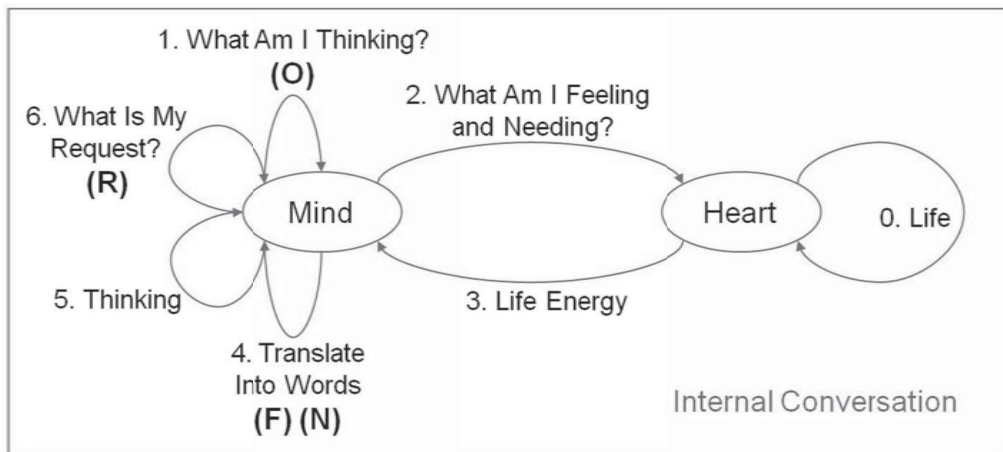 1. What Am I Thinking?
(O)
2. What Am I Feeling
and Needing?
6. What Is My
Request?
(R)
Mind
Heart
0. Life
5. Thinking
3. Life Energy
4. Translate
Into Words
(F) (N)
Internal Conversation